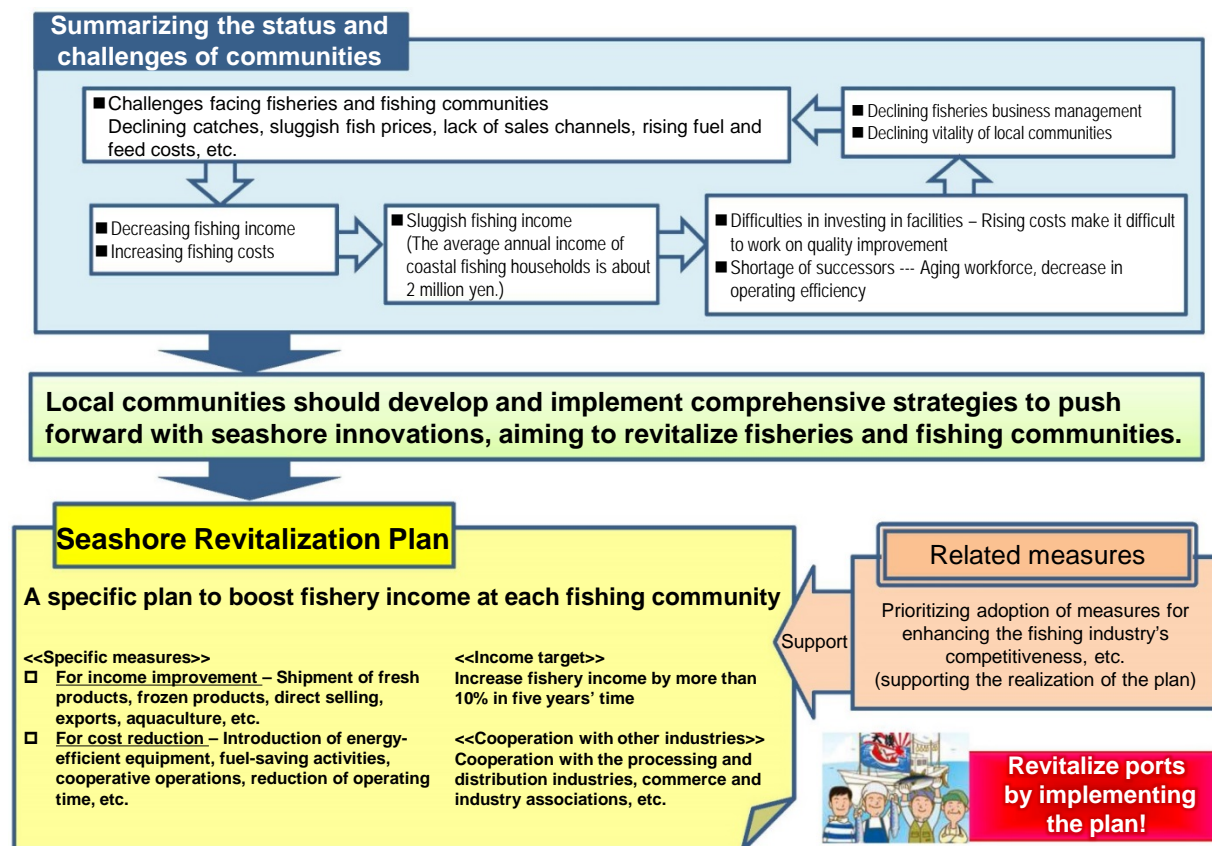 Summarizing the status and
challenges of communities
■Challenges facing fisheries and fishing communities
Declining catches, sluggish fish prices, lack of sales channels, rising fuel and
feed costs, etc.
■ Declining fisheries business management
■ Declining vitality of local communities
■ Decreasing fishing income
■ Increasing fishing costs
■ Sluggish fishing income
(The average annual income of
coastal fishing households is about
2 million yen.)
■ Difficulties in investing in facilities – Rising costs make it difficult
to work on quality improvement
■ Shortage of successors --- Aging workforce, decrease in
operating efficiency
Local communities should develop and implement comprehensive strategies to push
forward with seashore innovations, aiming to revitalize fisheries and fishing communities.
Seashore Revitalization Plan
A specific plan to boost fishery income at each fishing community
<<Specific measures>>
☐ For income improvement – Shipment of fresh
products, frozen products, direct selling,
exports, aquaculture, etc.
☐ For cost reduction – Introduction of energy-
efficient equipment, fuel-saving activities,
cooperative operations, reduction of operating
time, etc.
<<Income target>>
Increase fishery income by more than
10% in five years' time
<<Cooperation with other industries>>
Cooperation with the processing and
distribution industries, commerce and
industry associations, etc.
Support
Related measures
Prioritizing adoption of measures for
enhancing the fishing industry's
competitiveness, etc.
(supporting the realization of the plan)
Revitalize ports
by implementing
the plan!